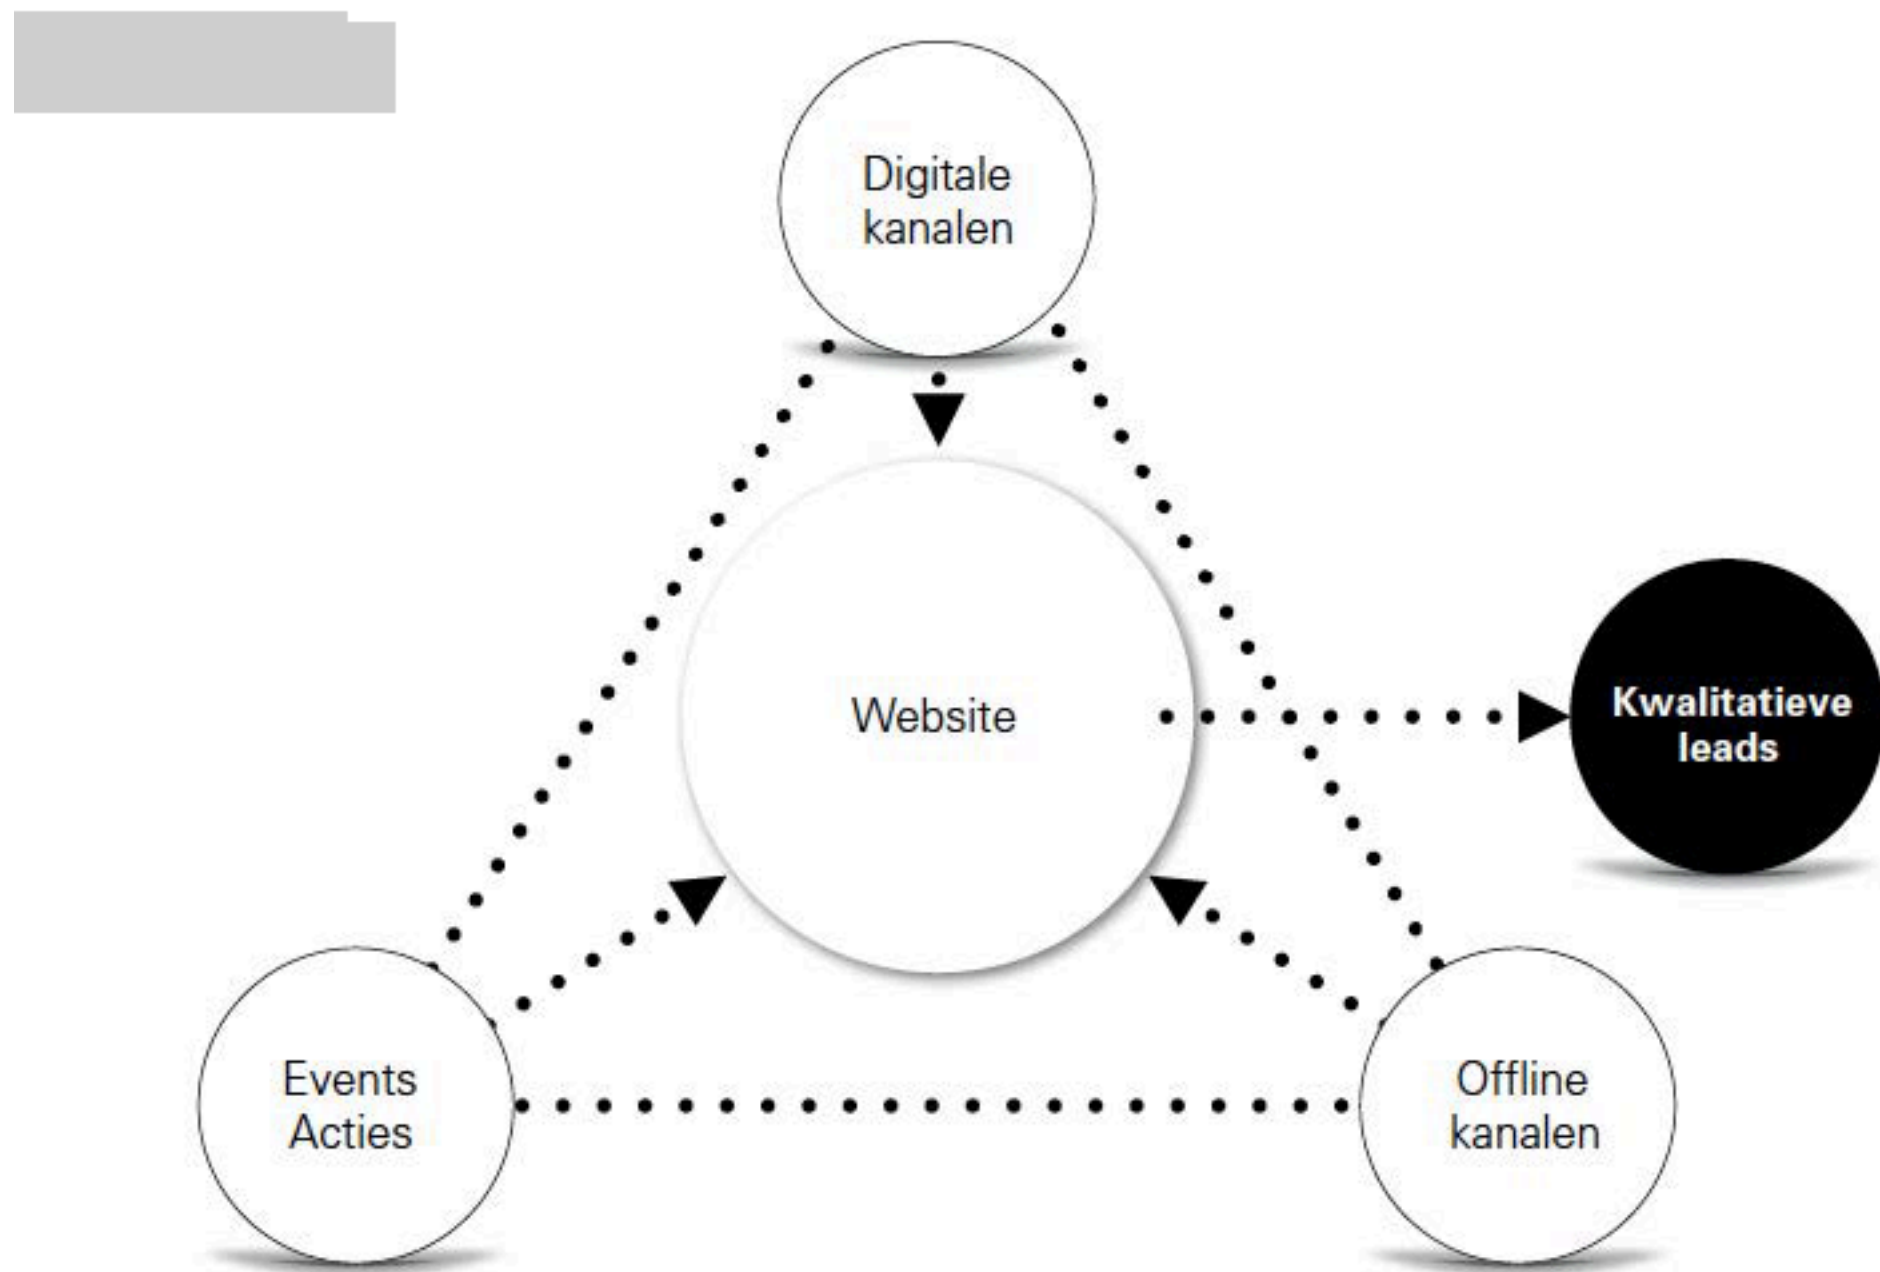 Digitale
kanalen
Website
Kwalitatieve
leads
Events
Acties
Offline
kanalen